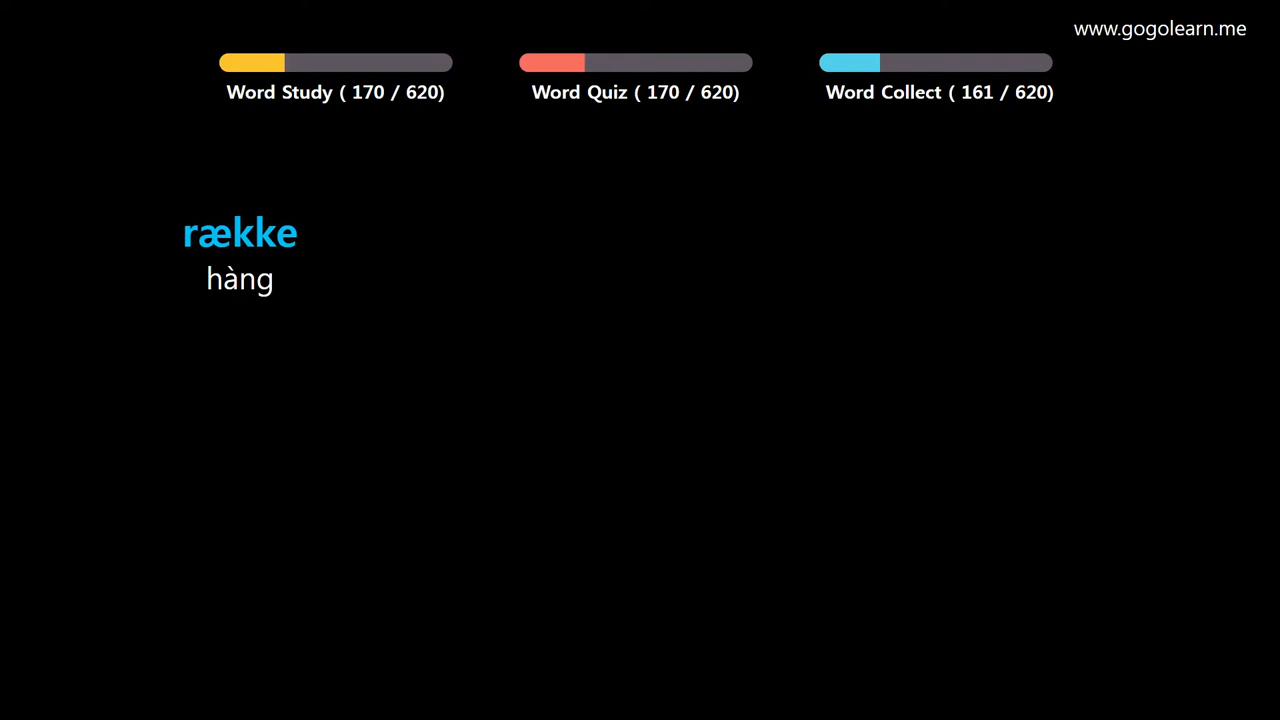 www.gogolearn.me
Word Study ( 170 / 620)
Word Quiz ( 170 / 620)
Word Collect ( 161 / 620)
række
hàng